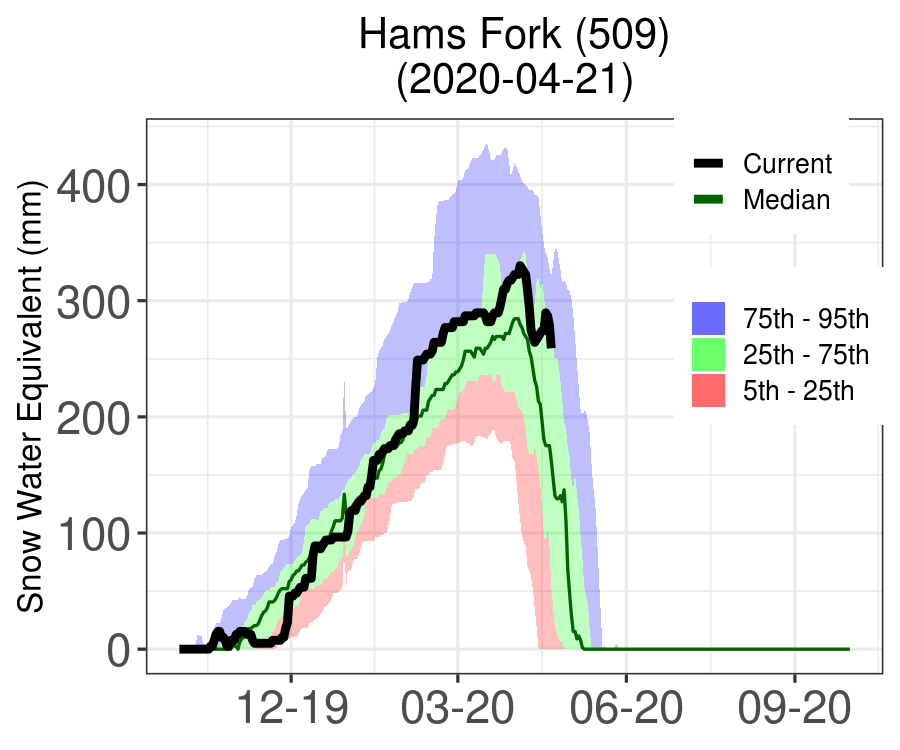 Hams Fork (509)
(2020-04-21)
Snow Water Equivalent (mm)
400
300
200
100
0
12-19
03-20
06-20
09-20
Current
Median
75th - 95th
25th - 75th
5th - 25th